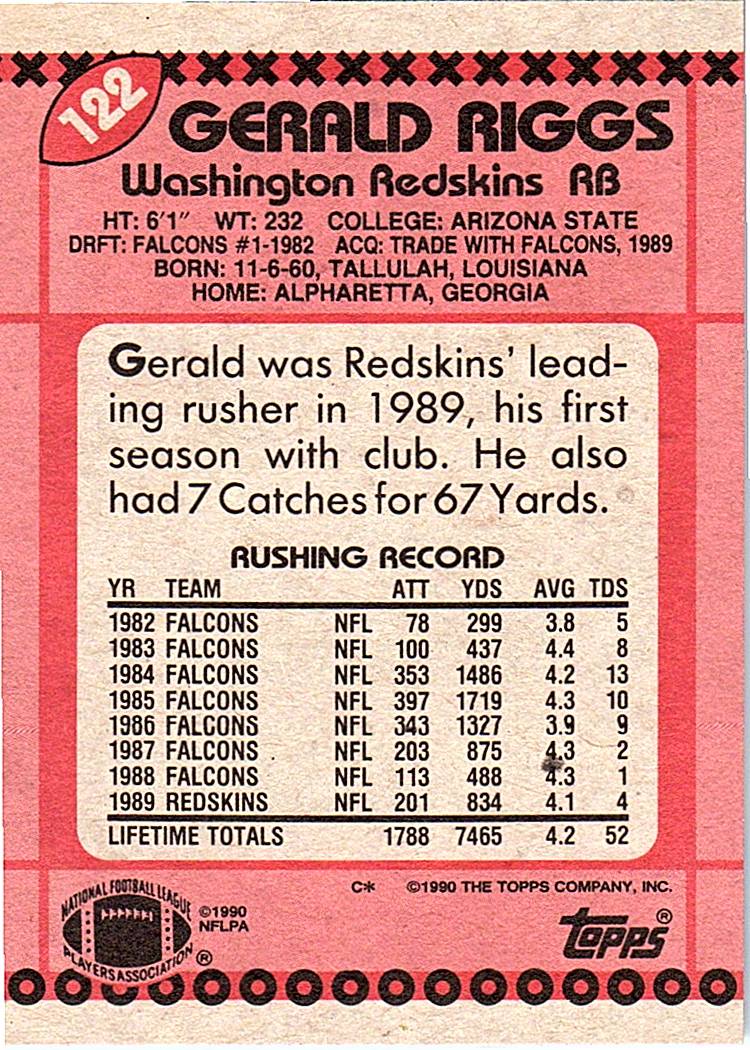 122
GERALD RIGGS
Washington Redskins RB
HT: 6'1" WT: 232 COLLEGE: ARIZONA STATE
DRFT: FALCONS #1-1982 ACQ: TRADE WITH FALCONS, 1989
BORN: 11-6-60, TALLULAH, LOUISIANA
HOME: ALPHARETTA, GEORGIA
Gerald was Redskins' lead-
ing rusher in 1989, his first
season with club. He also
had 7 Catches for 67 Yards.
RUSHING RECORD
YR TEAM ATT YDS AVG TDS
1982 FALCONS NFL 78 299 3.8 5
1983 FALCONS NFL 100 437 4.4 8
1984 FALCONS NFL 353 1486 4.2 13
1985 FALCONS NFL 397 1719 4.3 10
1986 FALCONS NFL 343 1327 3.9 9
1987 FALCONS NFL 203 875 4.3 2
1988 FALCONS NFL 113 488 4.3 1
1989 REDSKINS NFL 201 834 4.1 4
LIFETIME TOTALS 1788 7465 4.2 52
C* ©1990 THE TOPPS COMPANY, INC.
NATIONAL FOOTBALL LEAGUE
PLAYERS ASSOCIATION ®
©1990
NFLPA
topps®